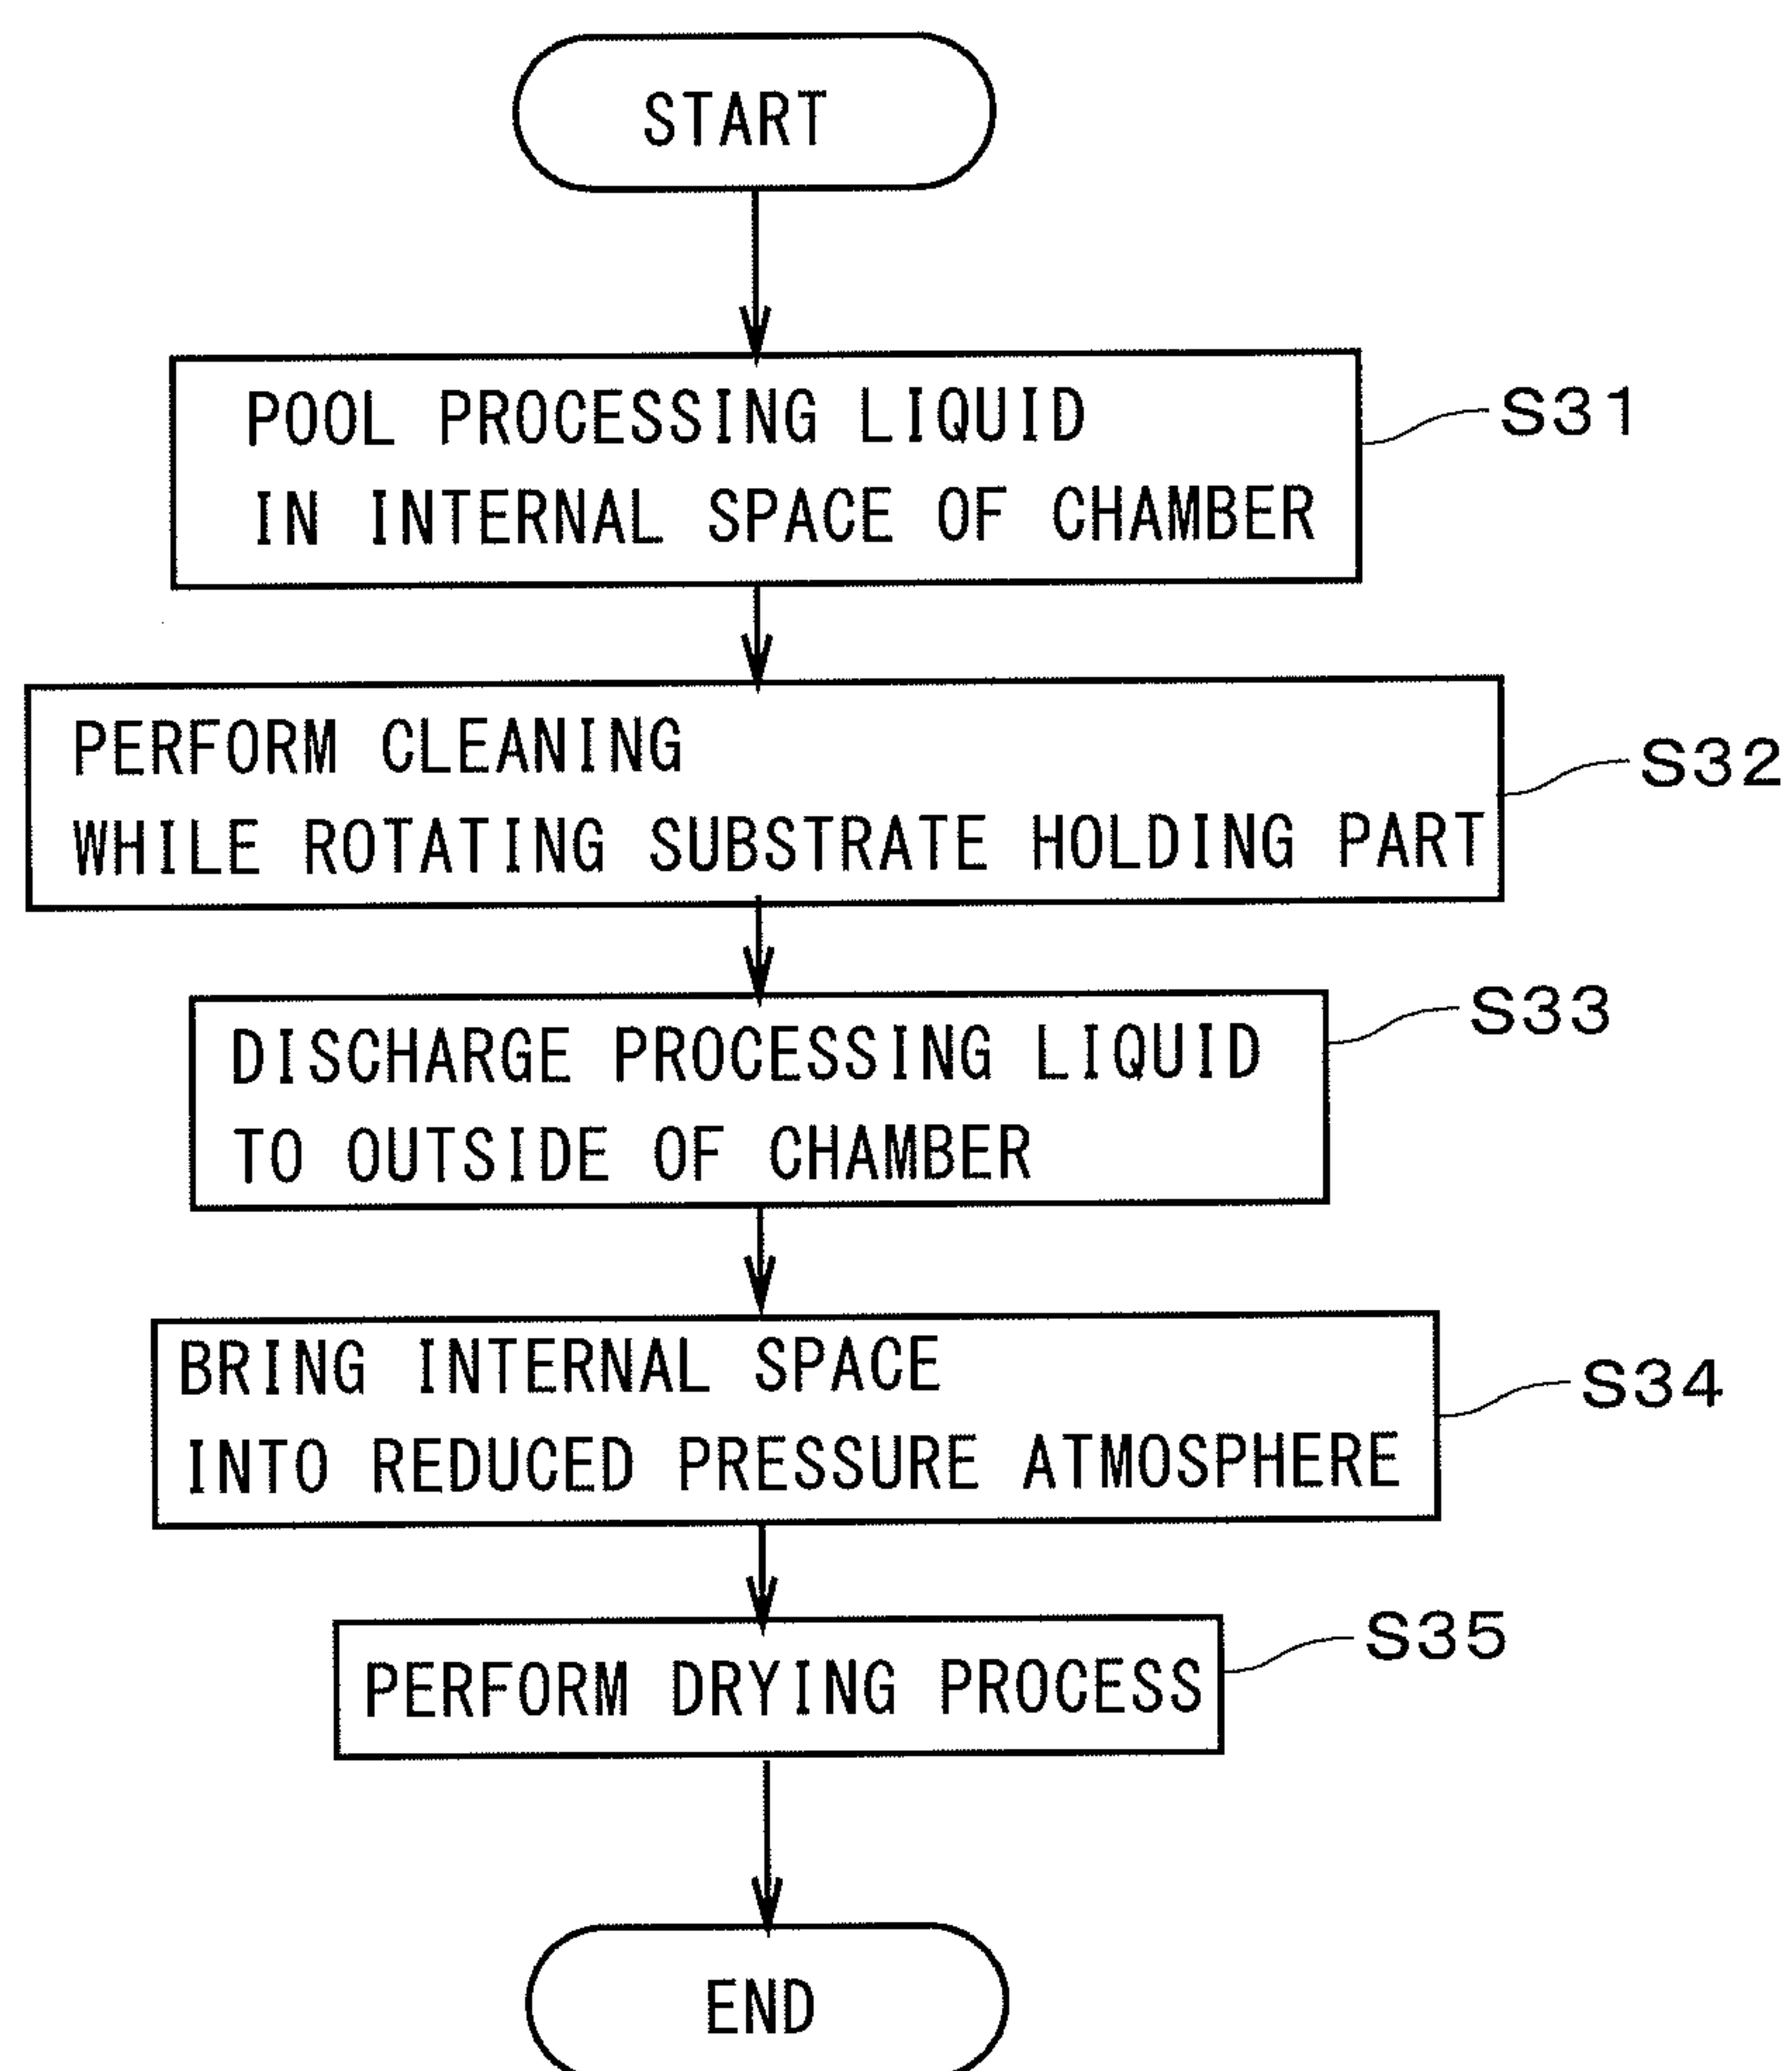 START
POOL PROCESSING LIQUID
IN INTERNAL SPACE OF CHAMBER
S31
PERFORM CLEANING
WHILE ROTATING SUBSTRATE HOLDING PART
S32
DISCHARGE PROCESSING LIQUID
TO OUTSIDE OF CHAMBER
S33
BRING INTERNAL SPACE
INTO REDUCED PRESSURE ATMOSPHERE
S34
PERFORM DRYING PROCESS
S35
END